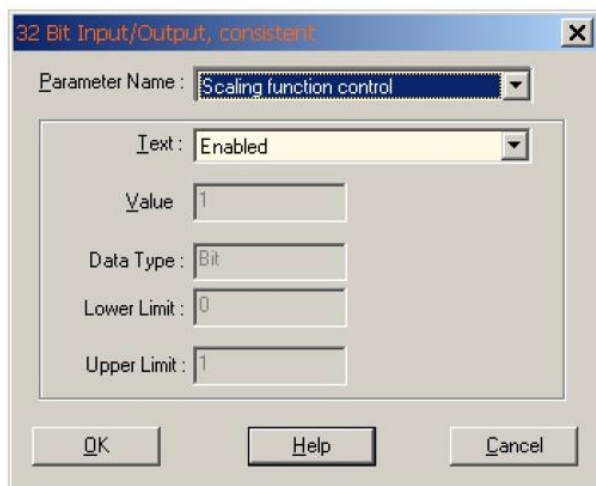 32 Bit Input/Output, consistent
Parameter Name : Scaling function control
Text : Enabled
Value 1
Data Type : Bit
Lower Limit : 0
Upper Limit : 1
OK Help Cancel